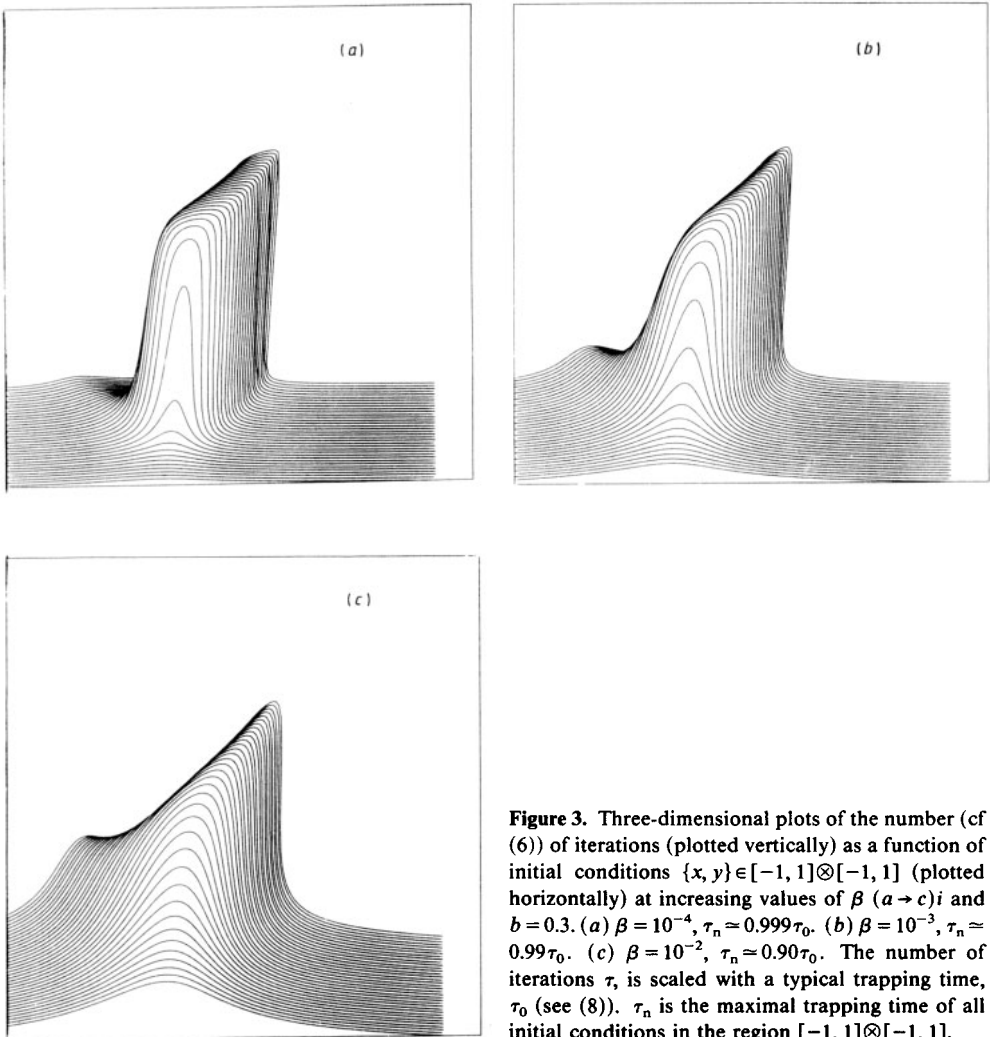 (a)
(b)
(c)
Figure 3. Three-dimensional plots of the number (cf
(6)) of iterations (plotted vertically) as a function of
initial conditions {x, y}∈[−1, 1]⊗[−1, 1] (plotted
horizontally) at increasing values of β (a → c)i and
b = 0.3. (a) β = 10⁻⁴, τₙ ≃ 0.999τ₀. (b) β = 10⁻³, τₙ ≃
0.99τ₀. (c) β = 10⁻², τₙ ≃ 0.90τ₀. The number of
iterations τ, is scaled with a typical trapping time,
τ₀ (see (8)). τₙ is the maximal trapping time of all
initial conditions in the region [−1, 1]⊗[−1, 1].